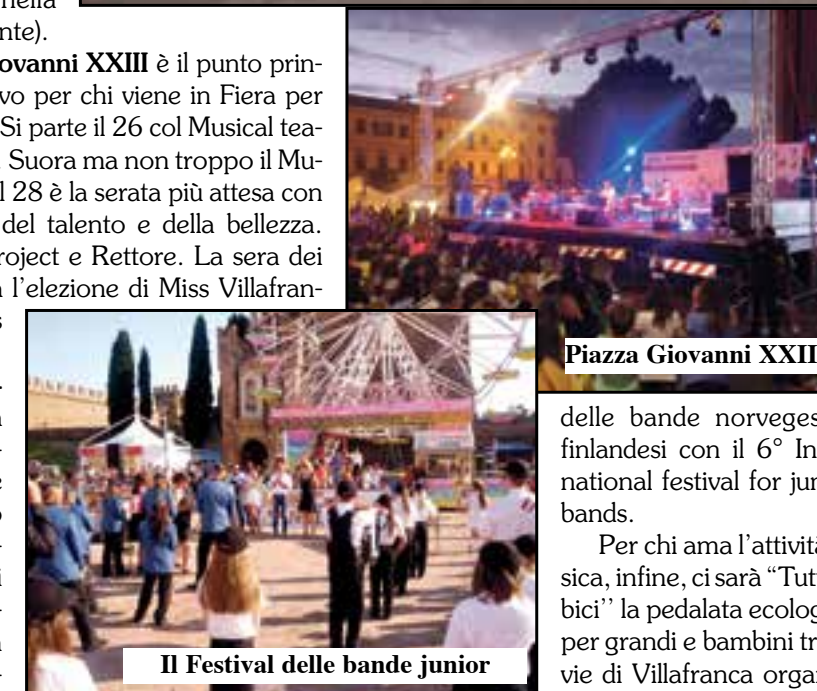 nella
nte).
ovanni XXIII è il punto prin-
vo per chi viene in Fiera per
Si parte il 26 col Musical tea-
Suora ma non troppo il Mu-
l 28 è la serata più attesa con
del talento e della bellezza.
roject e Rettore. La sera dei
l'elezione di Miss Villafran-
Piazza Giovanni XXII
Il Festival delle bande junior
delle bande norveges
finlandesi con il 6° In
national festival for jun
bands.
Per chi ama l'attività
sica, infine, ci sarà “Tutt
bici’’ la pedalata ecolog
per grandi e bambini tr
vie di Villafranca organ